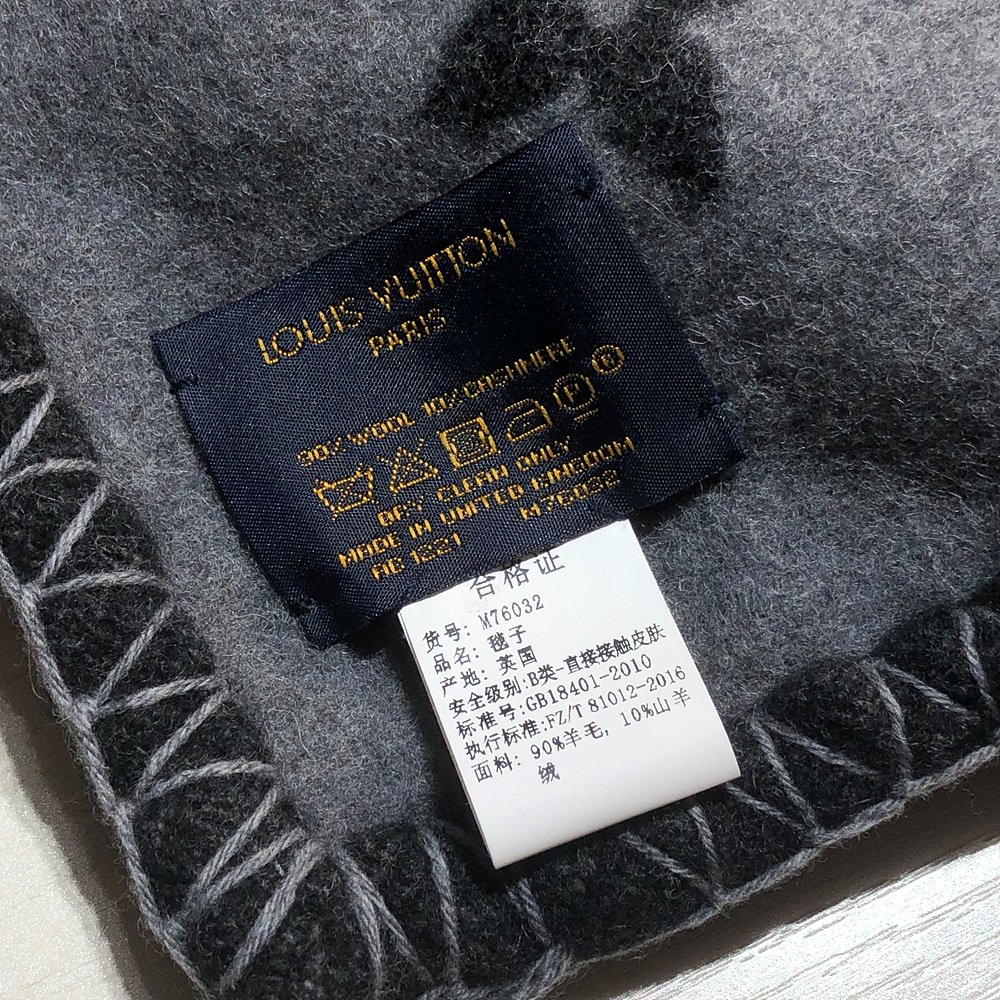 LOUIS VUITTON
PARIS
90% WOOL 10% CASHMERE
P
DRY CLEAN ONLY
MADE IN UNITED KINGDOM
RB 1221 M76032
合格证
货号: M76032
品名: 毯子
产地: 英国
安全级别:B类-直接接触皮肤
标准号:GB18401-2010
执行标准:FZ/T 81012-2016
面料: 90%羊毛, 10%山羊
绒